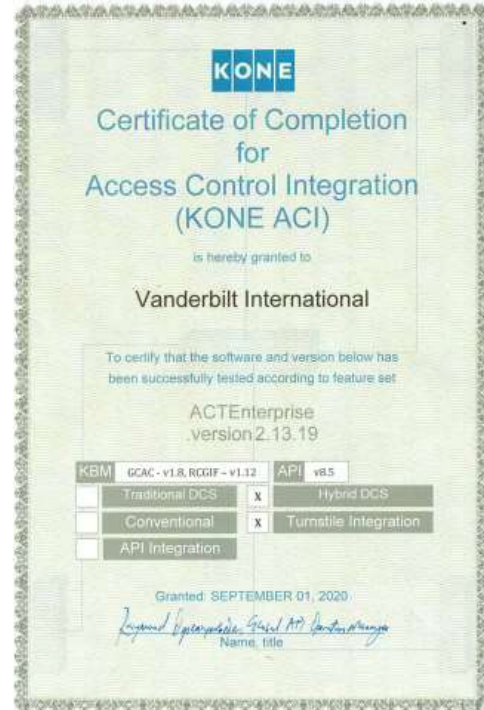 KONE
Certificate of Completion
for
Access Control Integration
(KONE ACI)
is hereby granted to
Vanderbilt International
To certify that the software and version below has
been successfully tested according to feature set
ACTEnterprise
version 2.13.19
KBM GCAC - v1.8, RCGIF – v1.12 API v8.5
Traditional DCS X Hybrid DCS
Conventional X Turnstile Integration
API Integration
Granted: SEPTEMBER 01, 2020
Name, title